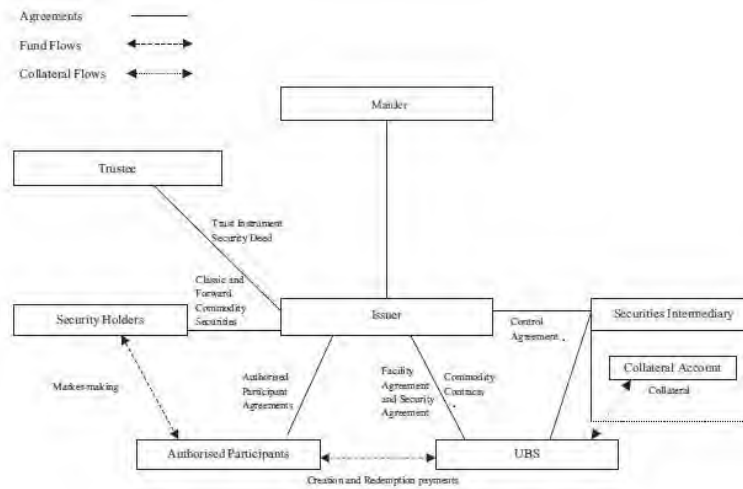 Agreements
Fund Flows
Collateral Flows
Trustee
Trust Instrument
Security Deed
Classic and
Forward
Commodity
Securities
Security Holders
Issuer
Control
Agreement
Securities Intermediary
Collateral Account
Collateral
Market-making
Authorised
Participant
Agreements
Facility
Agreement
and Security
Agreement
Commodity
Contracts
Authorised Participants
UBS
Creation and Redemption payments